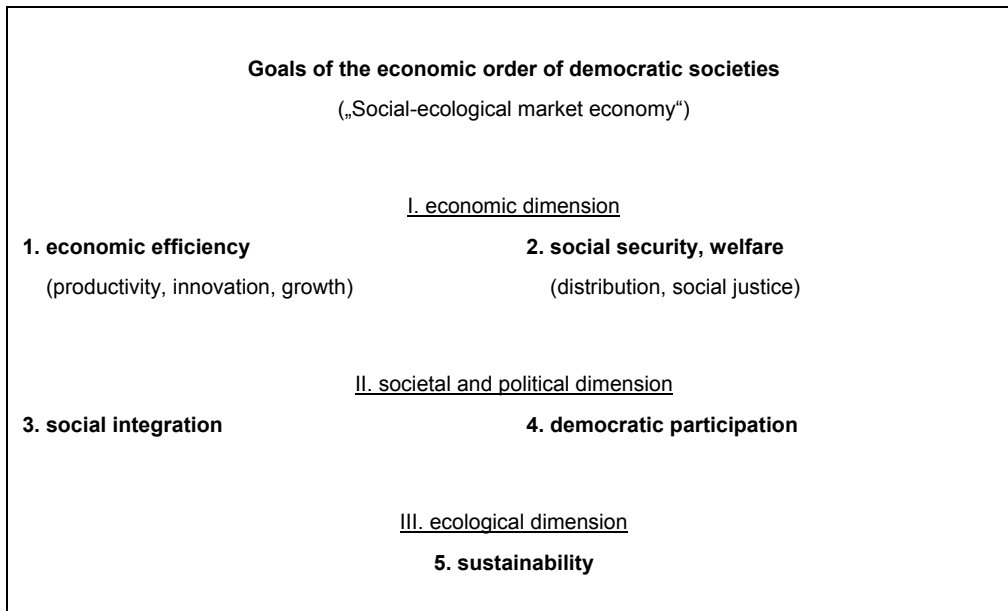 Goals of the economic order of democratic societies
(„Social-ecological market economy“)
I. economic dimension
1. economic efficiency
2. social security, welfare
(productivity, innovation, growth)
(distribution, social justice)
II. societal and political dimension
3. social integration
4. democratic participation
III. ecological dimension
5. sustainability